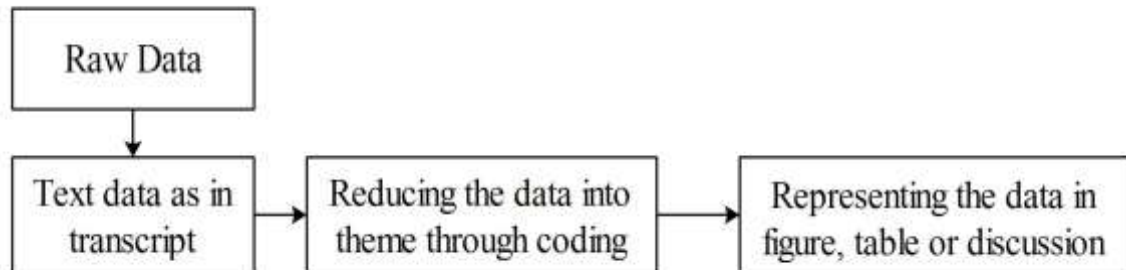 Raw Data
Text data as in
transcript
Reducing the data into
theme through coding
Representing the data in
figure, table or discussion